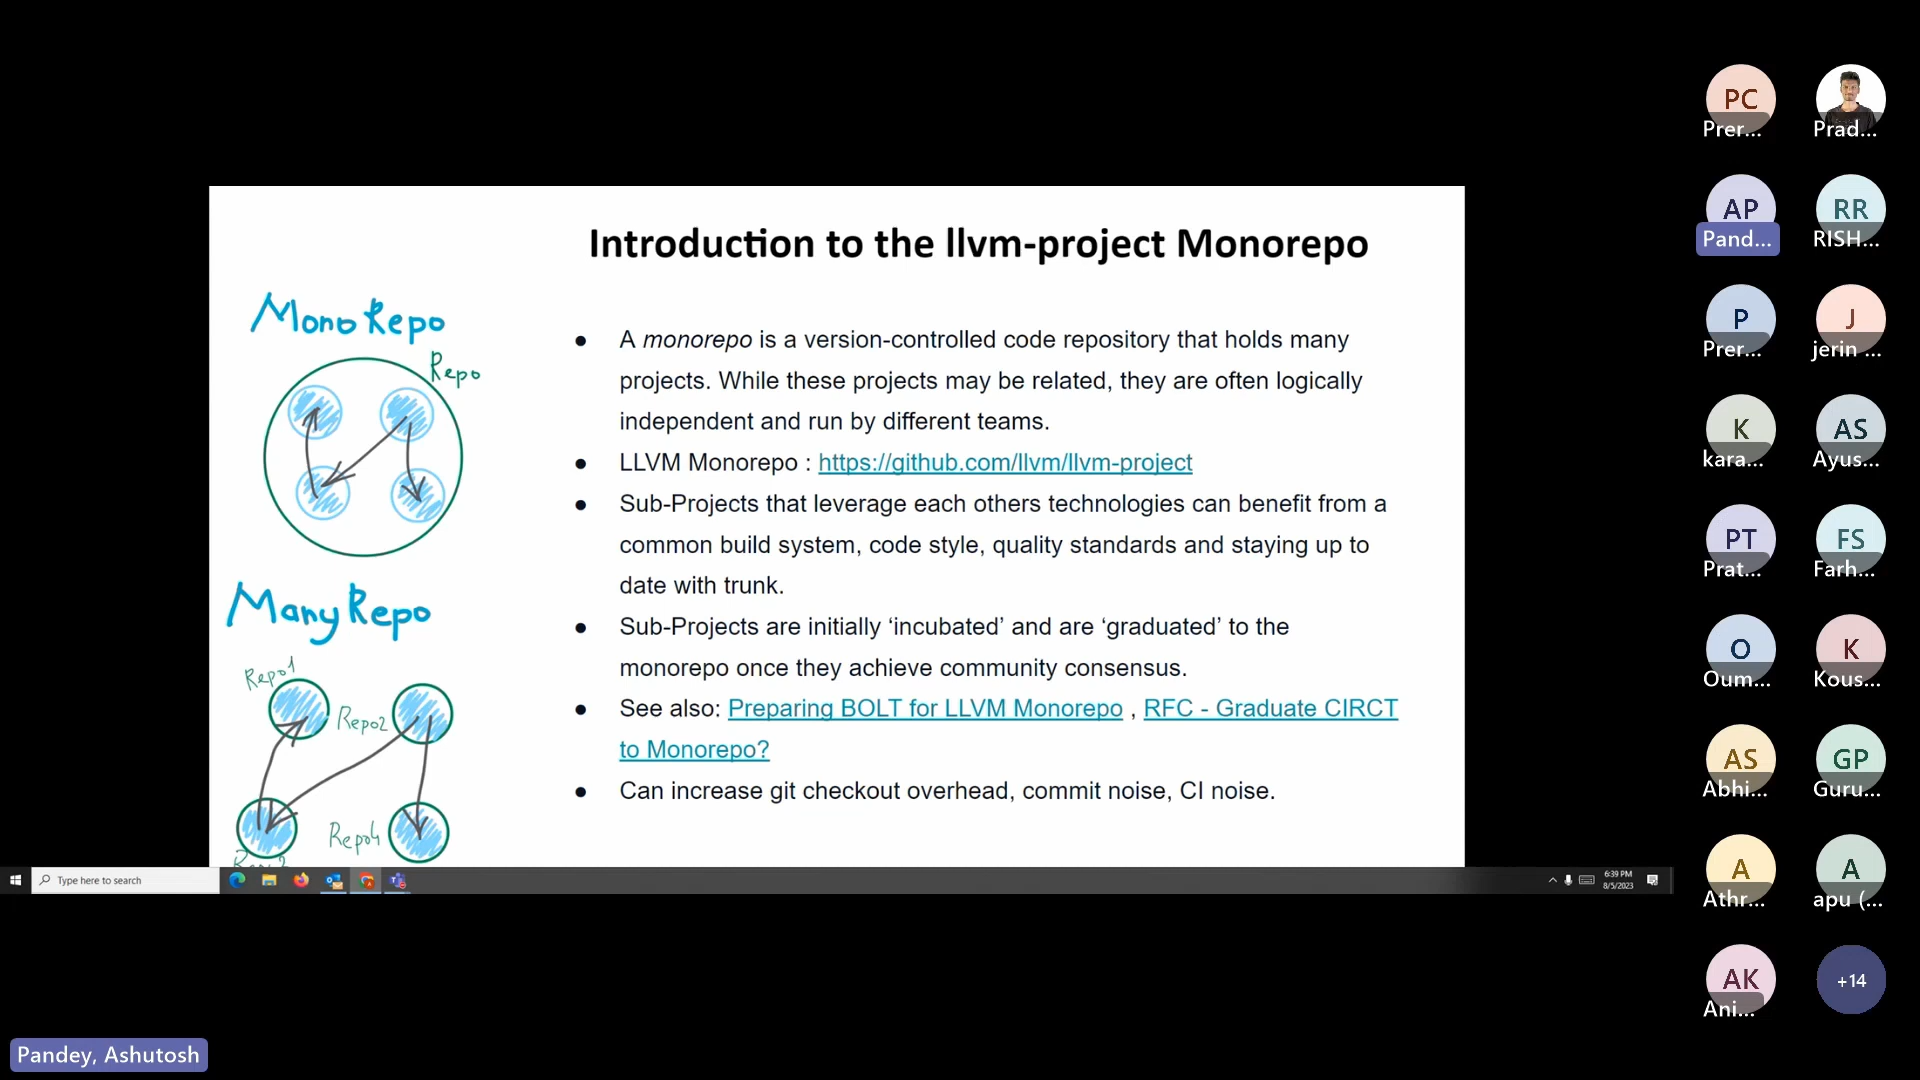 Introduction to the llvm-project Monorepo
Mono Repo
Repo
Many Repo
Repo1
Repo2
Repo4
● A monorepo is a version-controlled code repository that holds many
projects. While these projects may be related, they are often logically
independent and run by different teams.
● LLVM Monorepo : https://github.com/llvm/llvm-project
● Sub-Projects that leverage each others technologies can benefit from a
common build system, code style, quality standards and staying up to
date with trunk.
● Sub-Projects are initially ‘incubated’ and are ‘graduated’ to the
monorepo once they achieve community consensus.
● See also: Preparing BOLT for LLVM Monorepo , RFC - Graduate CIRCT
to Monorepo?
● Can increase git checkout overhead, commit noise, CI noise.
Type here to search
6:39 PM
8/5/2023
PC
Prer...
Prad...
AP
Pand...
RR
RISH...
P
Prer...
J
jerin ...
K
kara...
AS
Ayus...
PT
Prat...
FS
Farh...
O
Oum...
K
Kous...
AS
Abhi...
GP
Guru...
A
Athr...
A
apu (...
AK
Ani...
+14
Pandey, Ashutosh